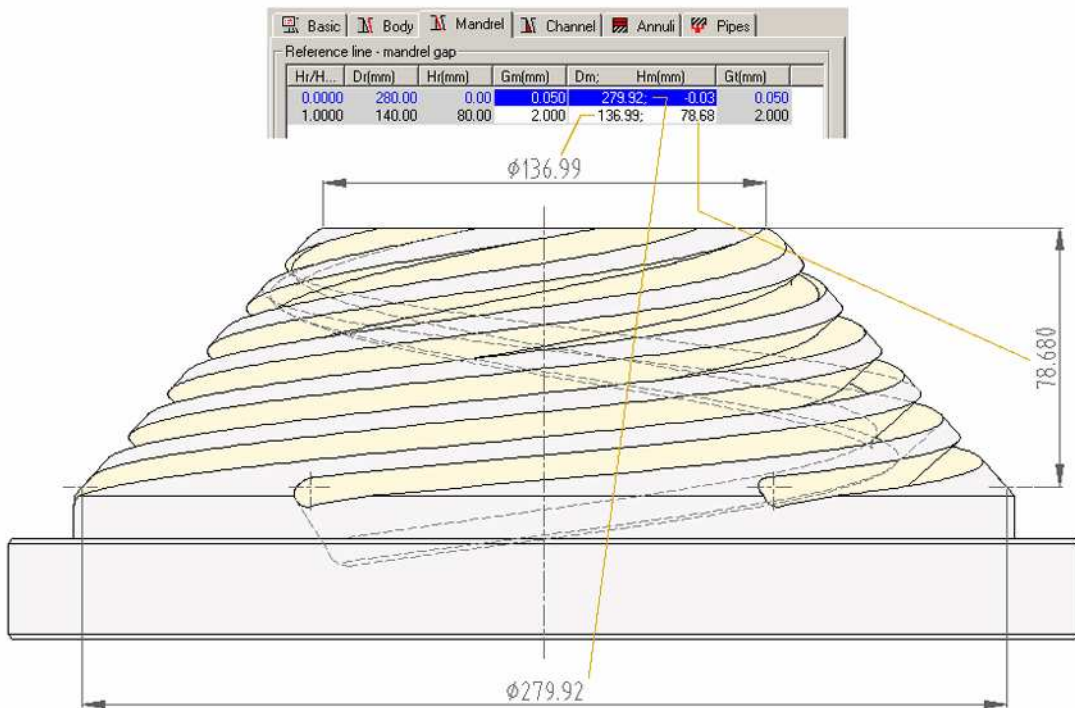 Basic Body Mandrel Channel Annuli Pipes
Reference line - mandrel gap
Hr/H... Dr(mm) Hr(mm) Gm(mm) Dm; Hm(mm) Gt(mm)
0.0000 280.00 0.00 0.050 279.92; -0.03 0.050
1.0000 140.00 80.00 2.000 136.99; 78.68 2.000
ϕ136.99
78.680
ϕ279.92